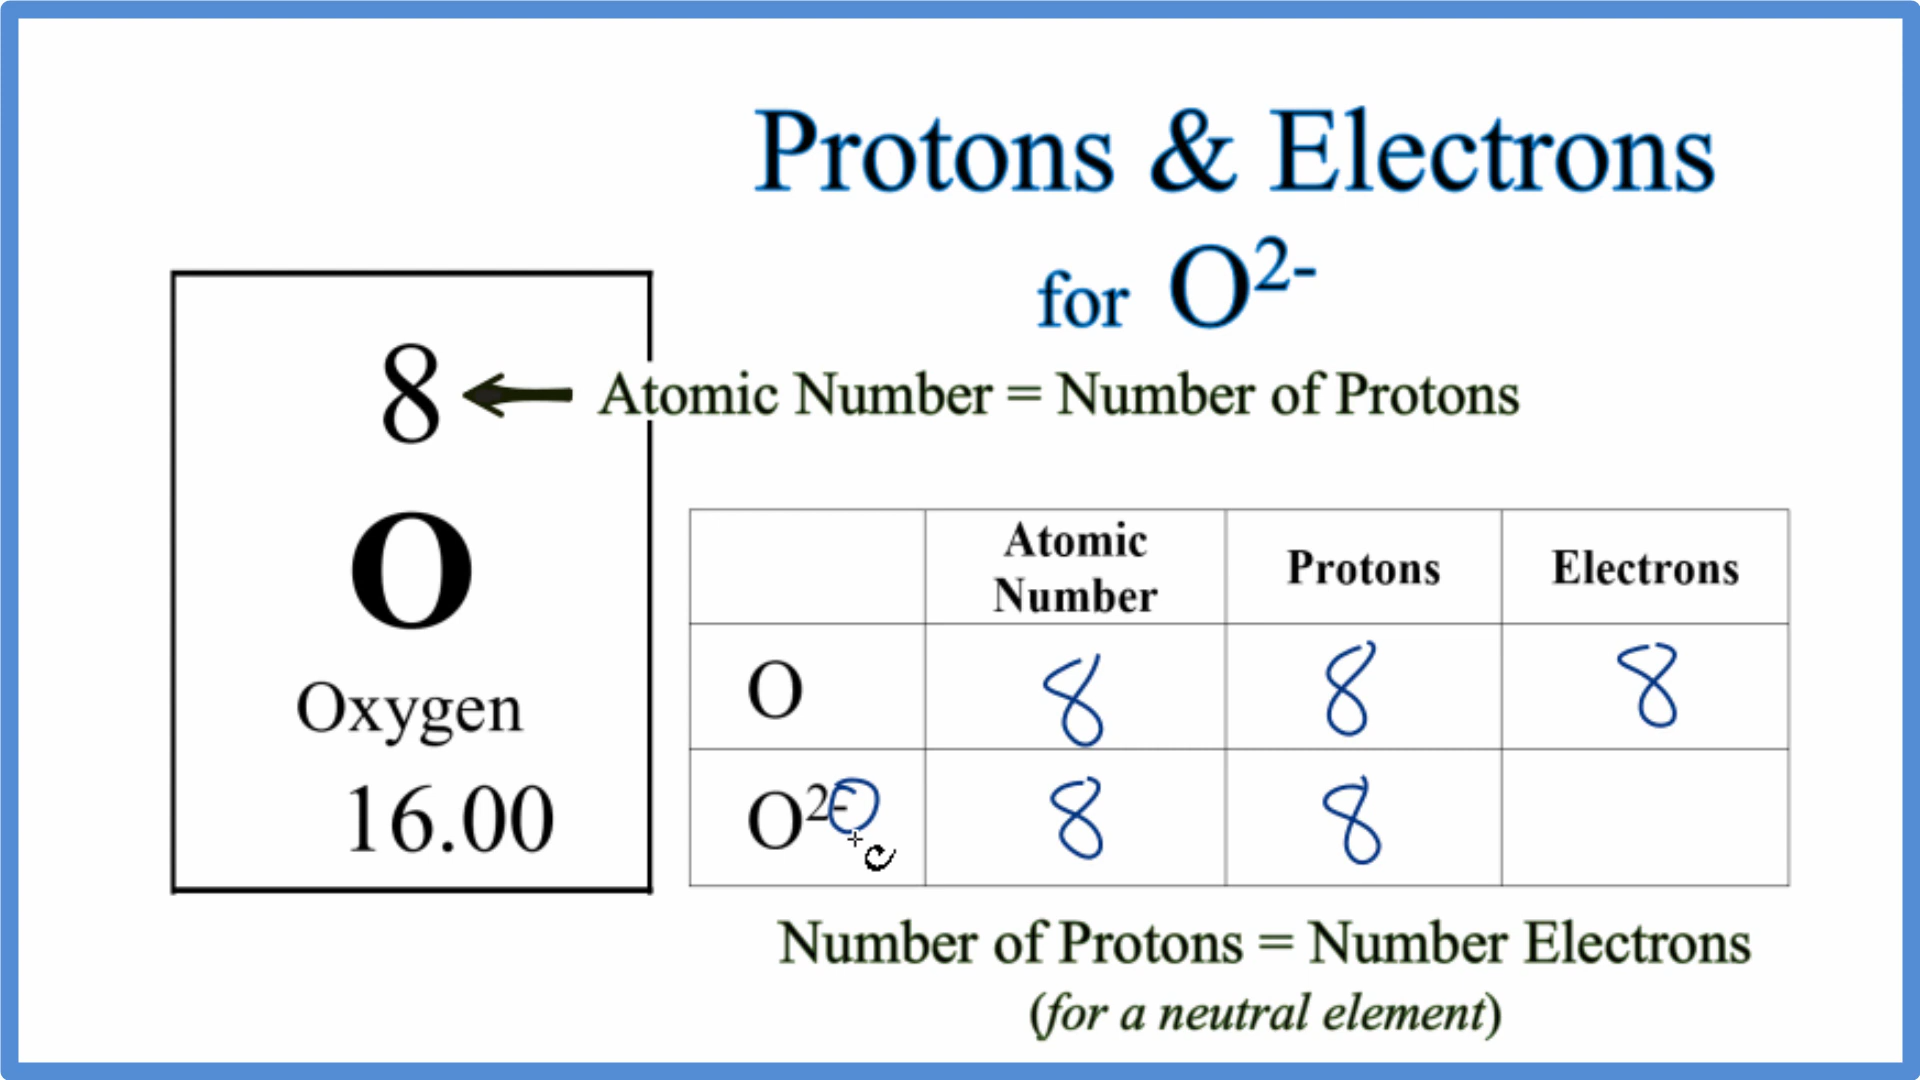 Protons & Electrons
for O²⁻
8 Atomic Number = Number of Protons
O
Oxygen
16.00
Atomic Number Protons Electrons
O 8 8 8
O²⁻ 8 8
Number of Protons = Number Electrons
(for a neutral element)